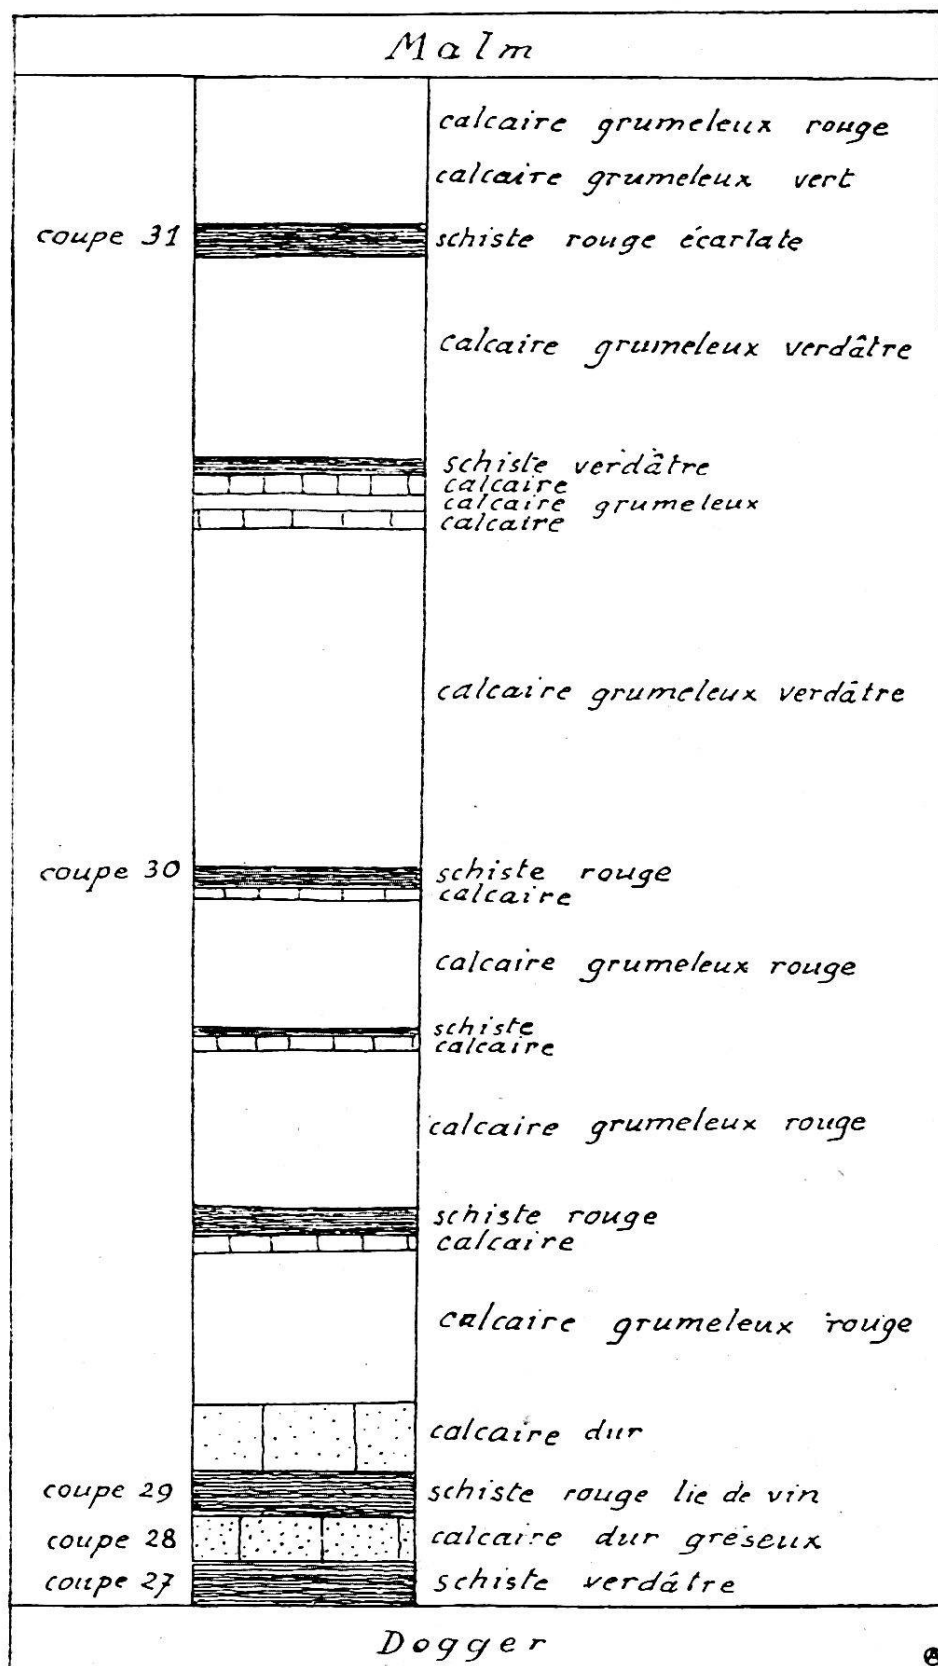 Malm
calcaire grumeleux rouge
calcaire grumeleux vert
coupe 31 schiste rouge écarlate
calcaire grumeleux verdâtre
schiste verdâtre
calcaire
calcaire grumeleux
calcaire
calcaire grumeleux verdâtre
coupe 30 schiste rouge
calcaire
calcaire grumeleux rouge
schiste
calcaire
calcaire grumeleux rouge
schiste rouge
calcaire
calcaire grumeleux rouge
calcaire dur
coupe 29 schiste rouge lie de vin
coupe 28 calcaire dur gréseux
coupe 27 schiste verdâtre
Dogger